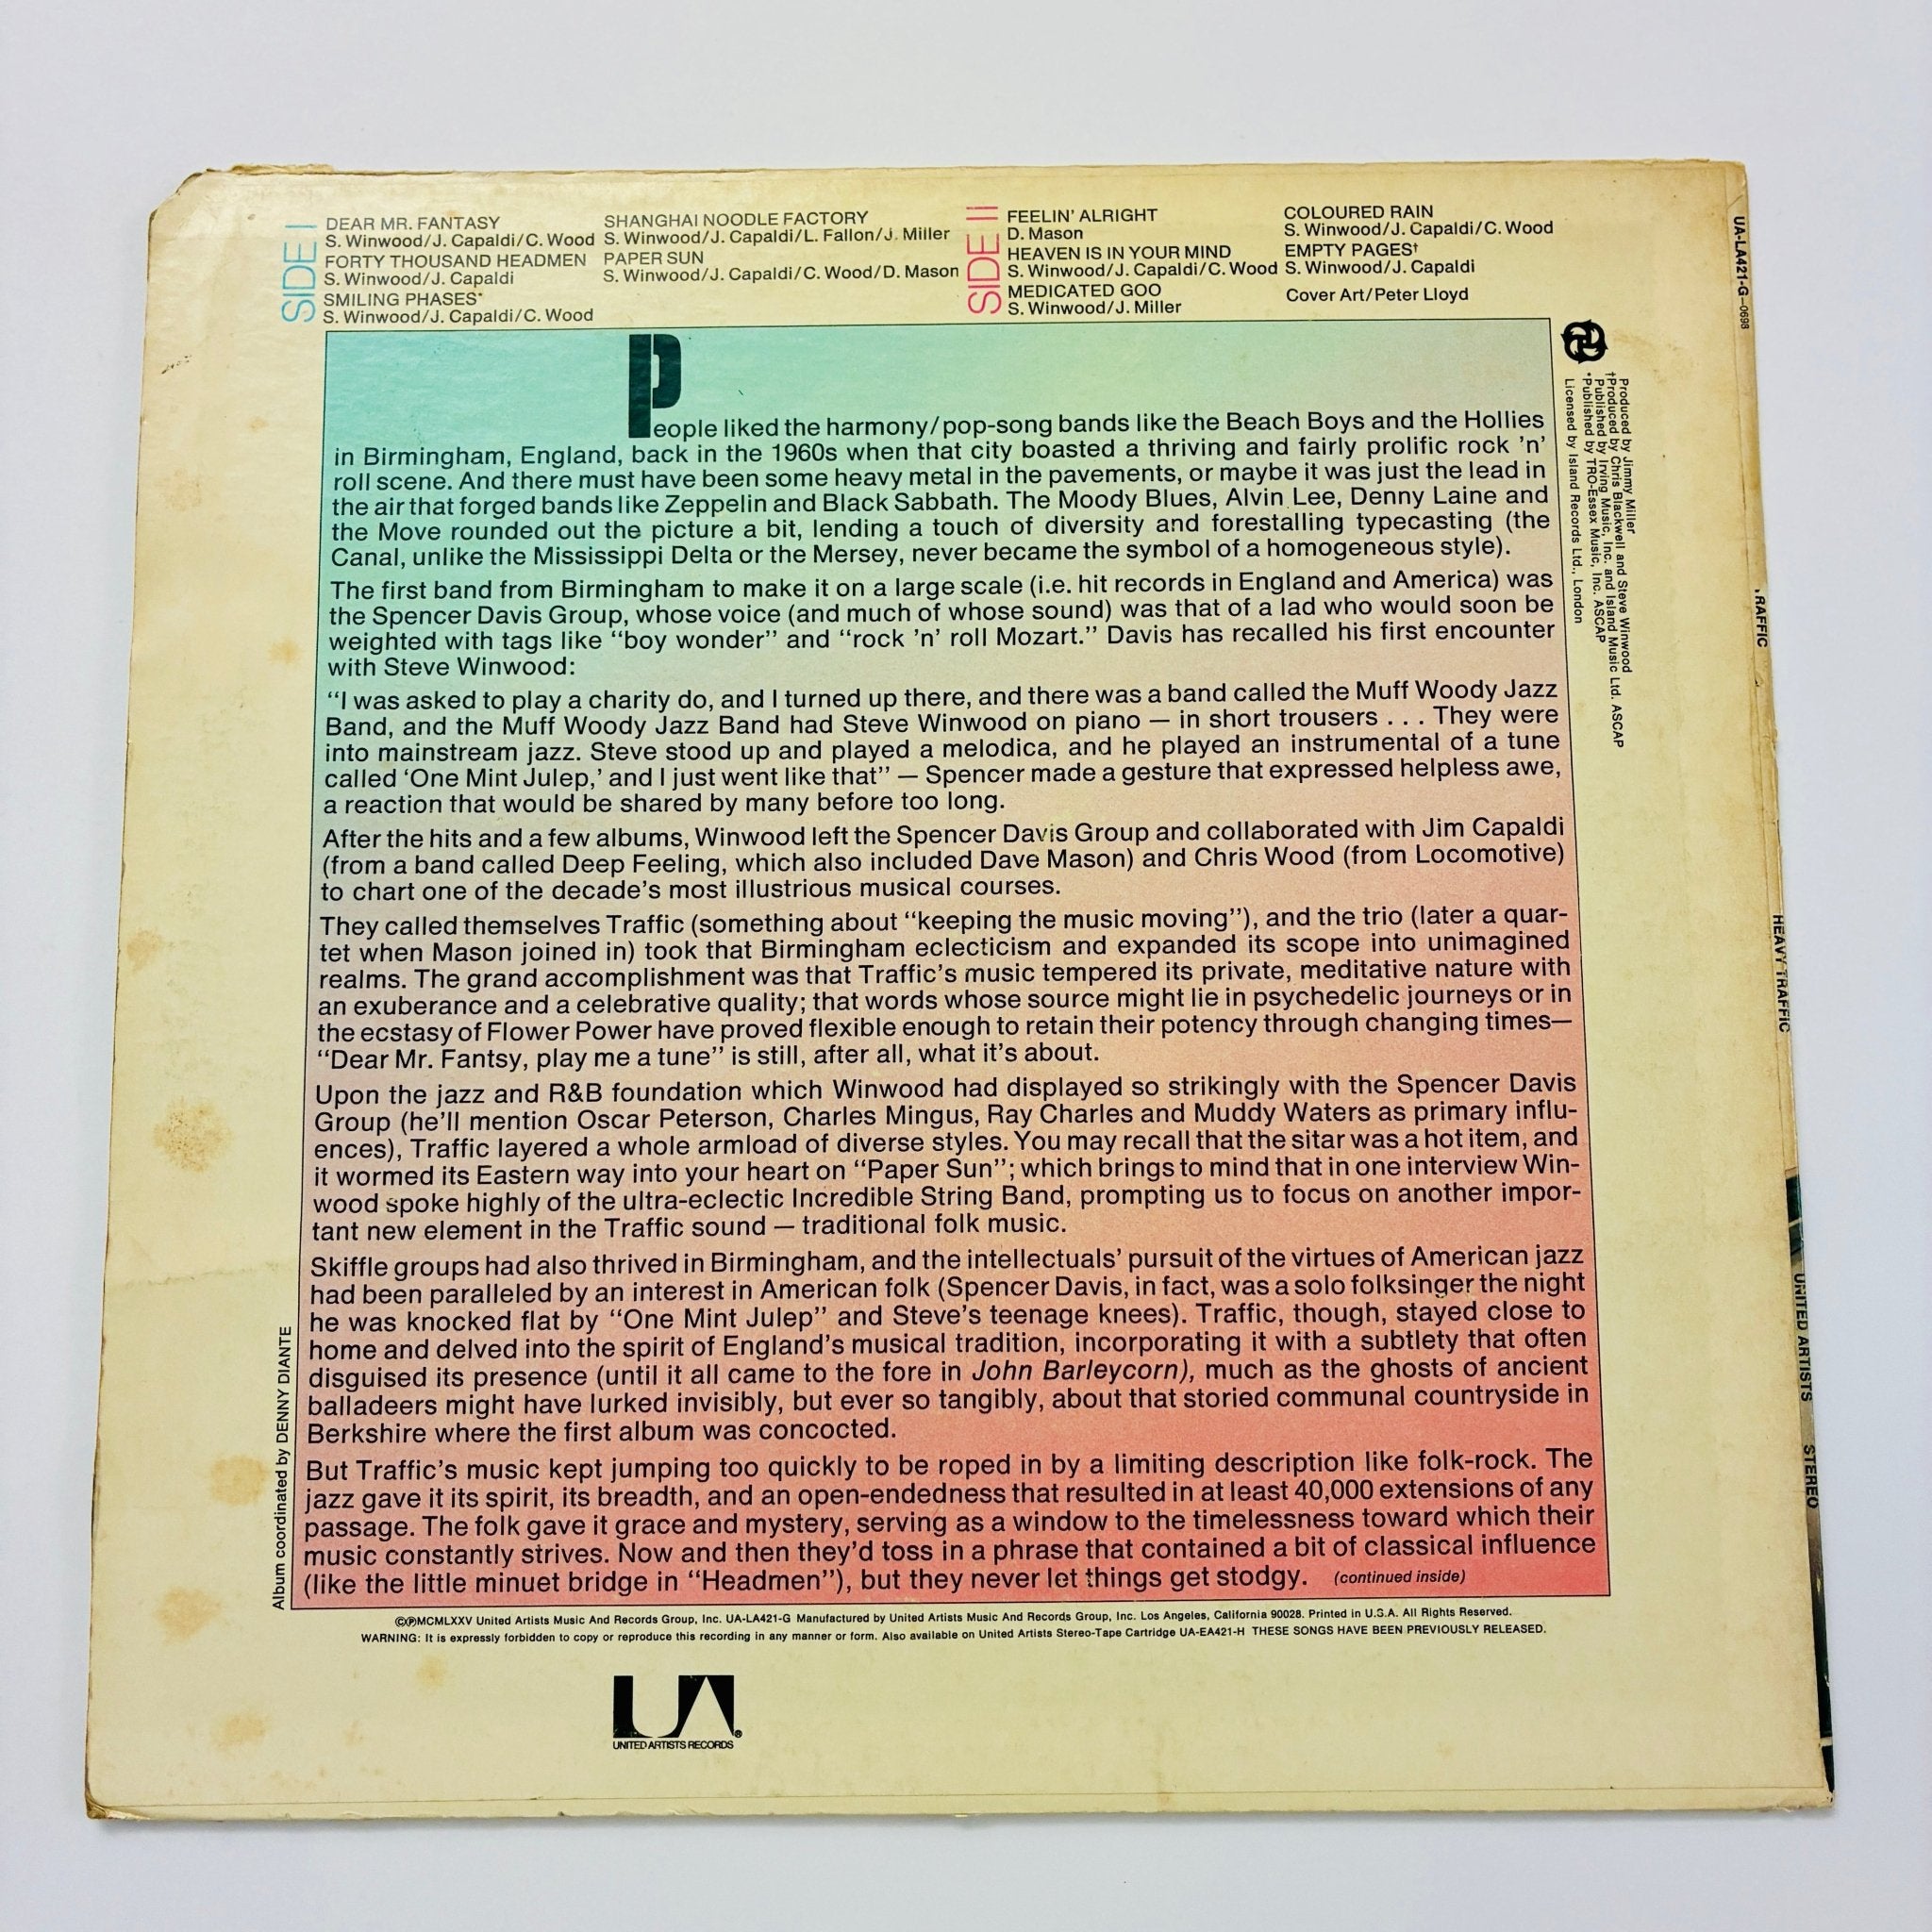 SIDE I
DEAR MR. FANTASY
S. Winwood/J. Capaldi/C. Wood
FORTY THOUSAND HEADMEN
S. Winwood/J. Capaldi
SMILING PHASES*
S. Winwood/J. Capaldi/C. Wood
SHANGHAI NOODLE FACTORY
S. Winwood/J. Capaldi/L. Fallon/J. Miller
PAPER SUN
S. Winwood/J. Capaldi/C. Wood/D. Mason
SIDE II
FEELIN' ALRIGHT
D. Mason
HEAVEN IS IN YOUR MIND
S. Winwood/J. Capaldi/C. Wood
MEDICATED GOO
S. Winwood/J. Miller
COLOURED RAIN
S. Winwood/J. Capaldi/C. Wood
EMPTY PAGES†
S. Winwood/J. Capaldi
Cover Art/Peter Lloyd
People liked the harmony/pop-song bands like the Beach Boys and the Hollies
in Birmingham, England, back in the 1960s when that city boasted a thriving and fairly prolific rock 'n'
roll scene. And there must have been some heavy metal in the pavements, or maybe it was just the lead in
the air that forged bands like Zeppelin and Black Sabbath. The Moody Blues, Alvin Lee, Denny Laine and
the Move rounded out the picture a bit, lending a touch of diversity and forestalling typecasting (the
Canal, unlike the Mississippi Delta or the Mersey, never became the symbol of a homogeneous style).
The first band from Birmingham to make it on a large scale (i.e. hit records in England and America) was
the Spencer Davis Group, whose voice (and much of whose sound) was that of a lad who would soon be
weighted with tags like "boy wonder" and "rock 'n' roll Mozart." Davis has recalled his first encounter
with Steve Winwood:
"I was asked to play a charity do, and I turned up there, and there was a band called the Muff Woody Jazz
Band, and the Muff Woody Jazz Band had Steve Winwood on piano — in short trousers . . . They were
into mainstream jazz. Steve stood up and played a melodica, and he played an instrumental of a tune
called 'One Mint Julep,' and I just went like that" — Spencer made a gesture that expressed helpless awe,
a reaction that would be shared by many before too long.
After the hits and a few albums, Winwood left the Spencer Davis Group and collaborated with Jim Capaldi
(from a band called Deep Feeling, which also included Dave Mason) and Chris Wood (from Locomotive)
to chart one of the decade's most illustrious musical courses.
They called themselves Traffic (something about "keeping the music moving"), and the trio (later a quar-
tet when Mason joined in) took that Birmingham eclecticism and expanded its scope into unimagined
realms. The grand accomplishment was that Traffic's music tempered its private, meditative nature with
an exuberance and a celebrative quality; that words whose source might lie in psychedelic journeys or in
the ecstasy of Flower Power have proved flexible enough to retain their potency through changing times—
"Dear Mr. Fantsy, play me a tune" is still, after all, what it's about.
Upon the jazz and R&B foundation which Winwood had displayed so strikingly with the Spencer Davis
Group (he'll mention Oscar Peterson, Charles Mingus, Ray Charles and Muddy Waters as primary influ-
ences), Traffic layered a whole armload of diverse styles. You may recall that the sitar was a hot item, and
it wormed its Eastern way into your heart on "Paper Sun"; which brings to mind that in one interview Win-
wood spoke highly of the ultra-eclectic Incredible String Band, prompting us to focus on another impor-
tant new element in the Traffic sound — traditional folk music.
Skiffle groups had also thrived in Birmingham, and the intellectuals' pursuit of the virtues of American jazz
had been paralleled by an interest in American folk (Spencer Davis, in fact, was a solo folksinger the night
he was knocked flat by "One Mint Julep" and Steve's teenage knees). Traffic, though, stayed close to
home and delved into the spirit of England's musical tradition, incorporating it with a subtlety that often
disguised its presence (until it all came to the fore in John Barleycorn), much as the ghosts of ancient
balladeers might have lurked invisibly, but ever so tangibly, about that storied communal countryside in
Berkshire where the first album was concocted.
But Traffic's music kept jumping too quickly to be roped in by a limiting description like folk-rock. The
jazz gave it its spirit, its breadth, and an open-endedness that resulted in at least 40,000 extensions of any
passage. The folk gave it grace and mystery, serving as a window to the timelessness toward which their
music constantly strives. Now and then they'd toss in a phrase that contained a bit of classical influence
(like the little minuet bridge in "Headmen"), but they never let things get stodgy. (continued inside)
Album coordinated by DENNY DIANTE
Produced by Jimmy Miller
†Produced by Chris Blackwell and Steve Winwood
Published by Irving Music, Inc. and Island Music Ltd. ASCAP
*Published by TRO-Essex Music, Inc. ASCAP
Licensed by Island Records Ltd., London
©℗MCMLXXV United Artists Music And Records Group, Inc. UA-LA421-G Manufactured by United Artists Music And Records Group, Inc. Los Angeles, California 90028. Printed in U.S.A. All Rights Reserved.
WARNING: It is expressly forbidden to copy or reproduce this recording in any manner or form. Also available on United Artists Stereo-Tape Cartridge UA-EA421-H THESE SONGS HAVE BEEN PREVIOUSLY RELEASED.
UA®
UNITED ARTISTS RECORDS
UA-LA421-G—0698
RAFFIC
HEAVY TRAFFIC
UNITED ARTISTS
STEREO